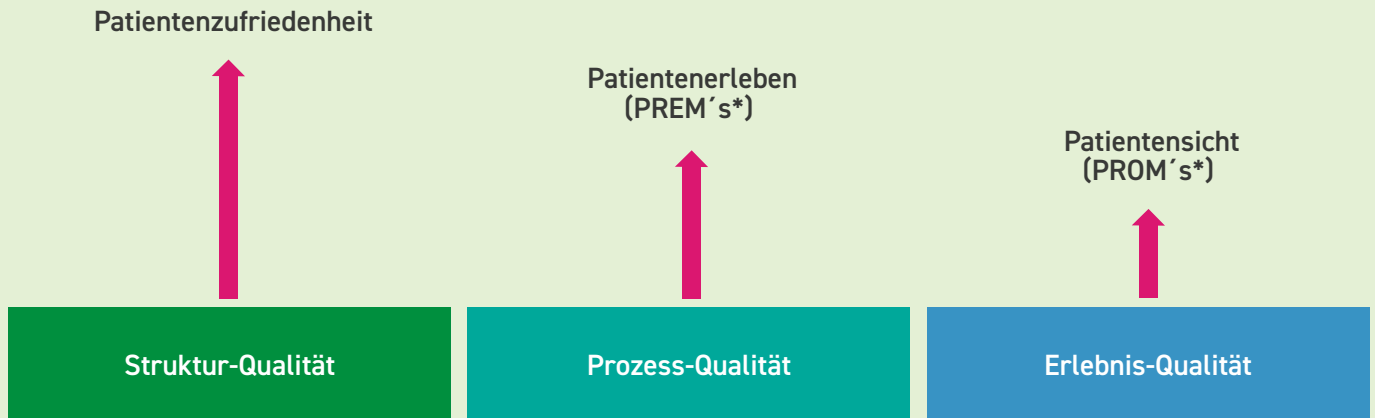 Patientenzufriedenheit
Patientenerleben
(PREM´s*)
Patientensicht
(PROM´s*)
Struktur-Qualität
Prozess-Qualität
Erlebnis-Qualität